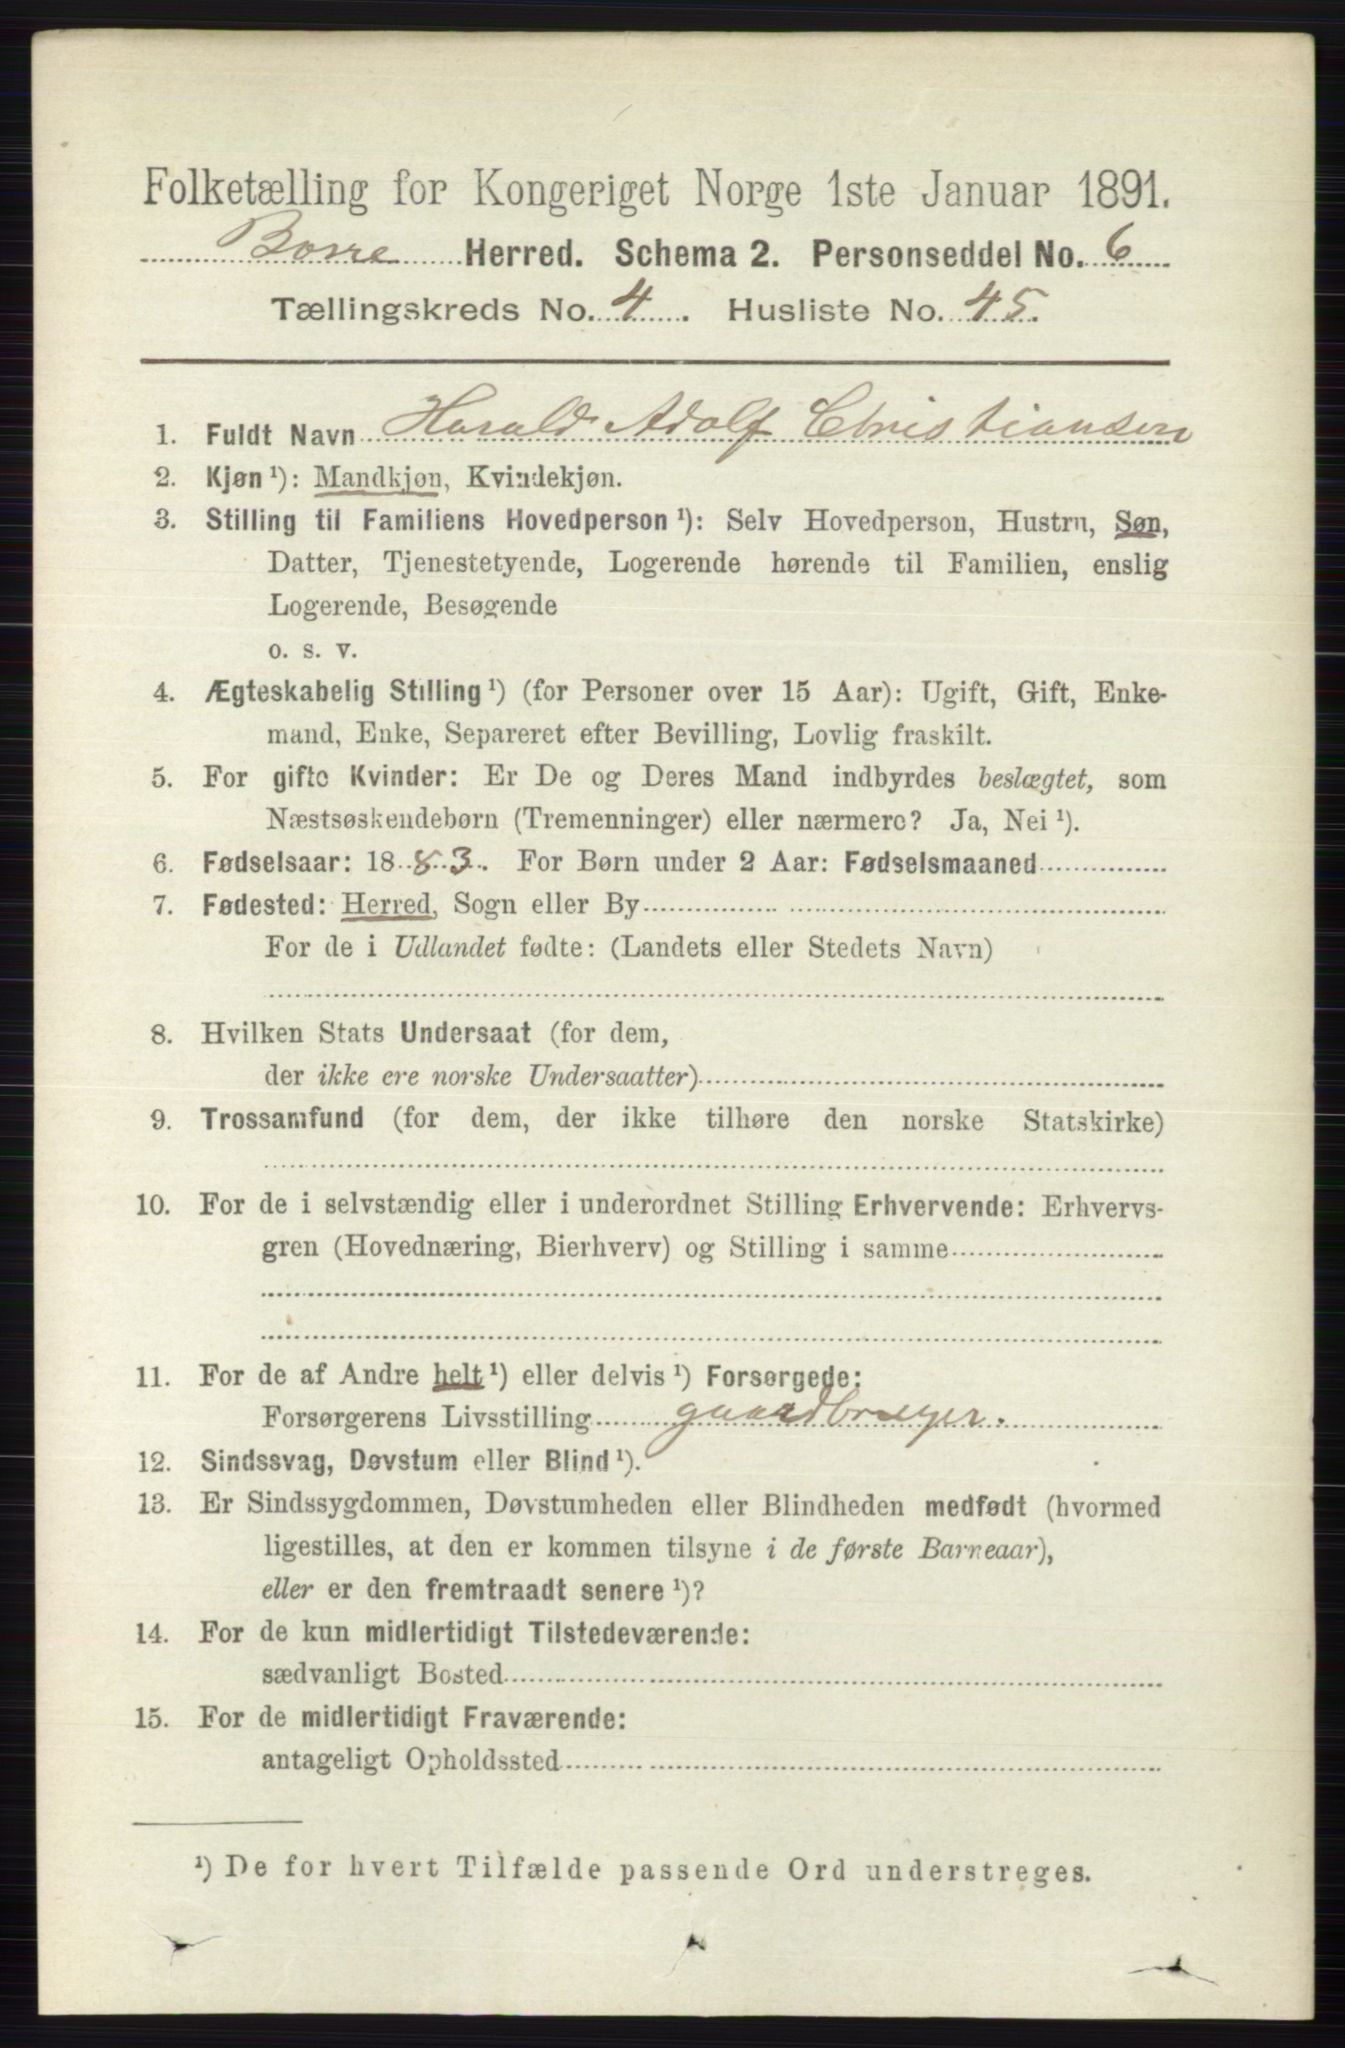 Folketælling for Kongeriget Norge 1ste Januar 1891.
Borre Herred. Schema 2. Personseddel No. 6
Tællingskreds No. 4. Husliste No. 45.
1. Fuldt Navn Harald Adolf Christiansen
2. Kjøn ¹): Mandkjøn, Kvindekjøn.
3. Stilling til Familiens Hovedperson ¹): Selv Hovedperson, Hustru, Søn,
Datter, Tjenestetyende, Logerende hørende til Familien, enslig
Logerende, Besøgende
o. s. v.
4. Ægteskabelig Stilling ¹) (for Personer over 15 Aar): Ugift, Gift, Enke-
mand, Enke, Separeret efter Bevilling, Lovlig fraskilt.
5. For gifte Kvinder: Er De og Deres Mand indbyrdes beslægtet, som
Næstsøskendebørn (Tremenninger) eller nærmere? Ja, Nei ¹).
6. Fødselsaar: 1883. For Børn under 2 Aar: Fødselsmaaned
7. Fødested: Herred, Sogn eller By
For de i Udlandet fødte: (Landets eller Stedets Navn)
8. Hvilken Stats Undersaat (for dem,
der ikke ere norske Undersaatter)
9. Trossamfund (for dem, der ikke tilhøre den norske Statskirke)
10. For de i selvstændig eller i underordnet Stilling Erhvervende: Erhvervs-
gren (Hovednæring, Bierhverv) og Stilling i samme
11. For de af Andre helt ¹) eller delvis ¹) Forsørgede:
Forsørgerens Livsstilling gaardbruger.
12. Sindssvag, Døvstum eller Blind ¹).
13. Er Sindssygdommen, Døvstumheden eller Blindheden medfødt (hvormed
ligestilles, at den er kommen tilsyne i de første Barneaar),
eller er den fremtraadt senere ¹)?
14. For de kun midlertidigt Tilstedeværende:
sædvanligt Bosted
15. For de midlertidigt Fraværende:
antageligt Opholdssted
¹) De for hvert Tilfælde passende Ord understreges.